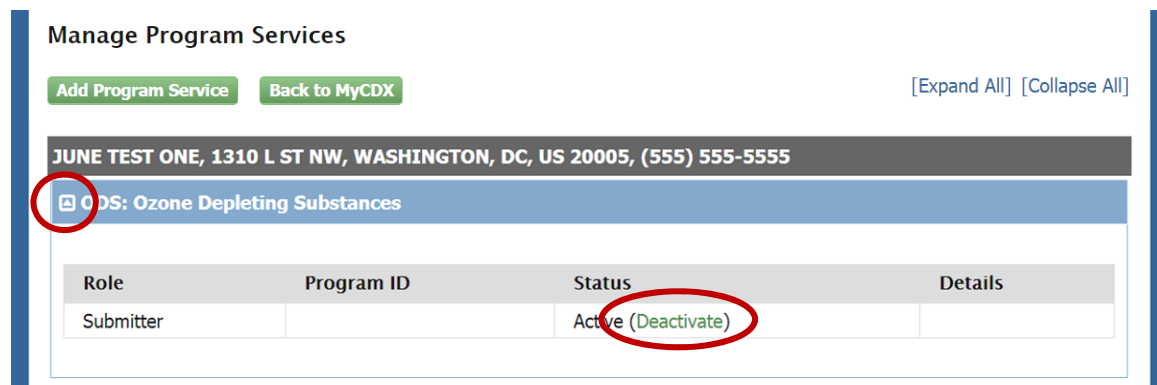 Manage Program Services
Add Program Service Back to MyCDX [Expand All] [Collapse All]
JUNE TEST ONE, 1310 L ST NW, WASHINGTON, DC, US 20005, (555) 555-5555
ODS: Ozone Depleting Substances
Role Program ID Status Details
Submitter Active (Deactivate)